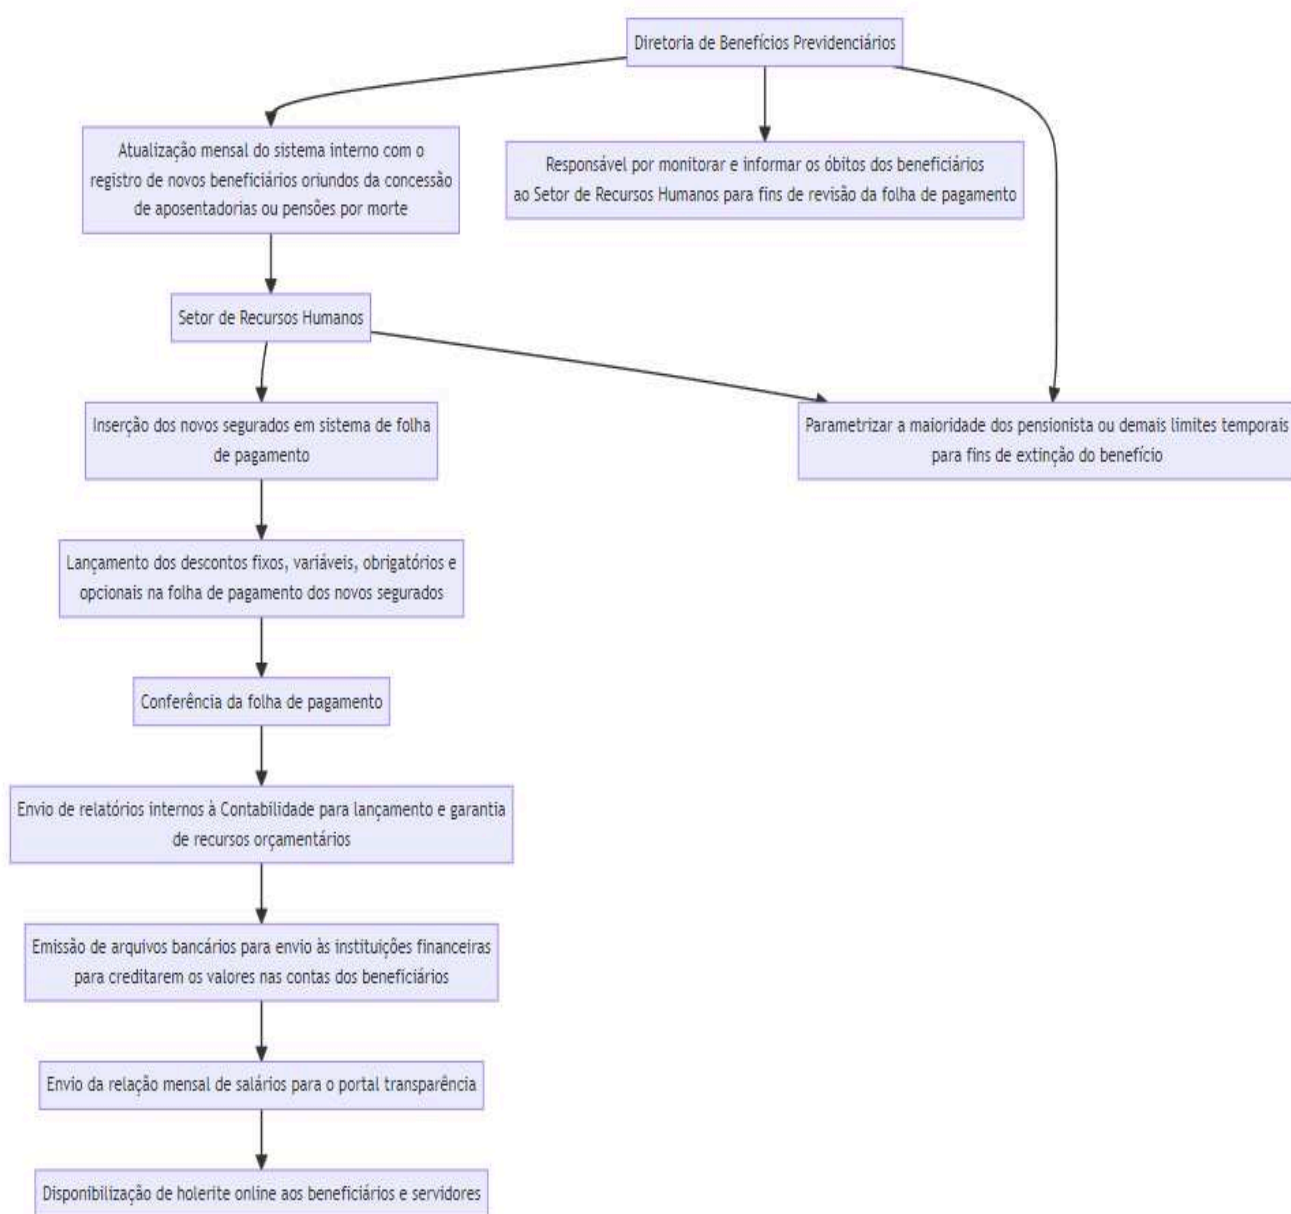 Diretoria de Benefícios Previdenciários
Atualização mensal do sistema interno com o
registro de novos beneficiários oriundos da concessão
de aposentadorias ou pensões por morte
Responsável por monitorar e informar os óbitos dos beneficiários
ao Setor de Recursos Humanos para fins de revisão da folha de pagamento
Setor de Recursos Humanos
Inserção dos novos segurados em sistema de folha
de pagamento
Parametrizar a maioridade dos pensionista ou demais limites temporais
para fins de extinção do benefício
Lançamento dos descontos fixos, variáveis, obrigatórios e
opcionais na folha de pagamento dos novos segurados
Conferência da folha de pagamento
Envio de relatórios internos à Contabilidade para lançamento e garantia
de recursos orçamentários
Emissão de arquivos bancários para envio às instituições financeiras
para creditarem os valores nas contas dos beneficiários
Envio da relação mensal de salários para o portal transparência
Disponibilização de holerite online aos beneficiários e servidores